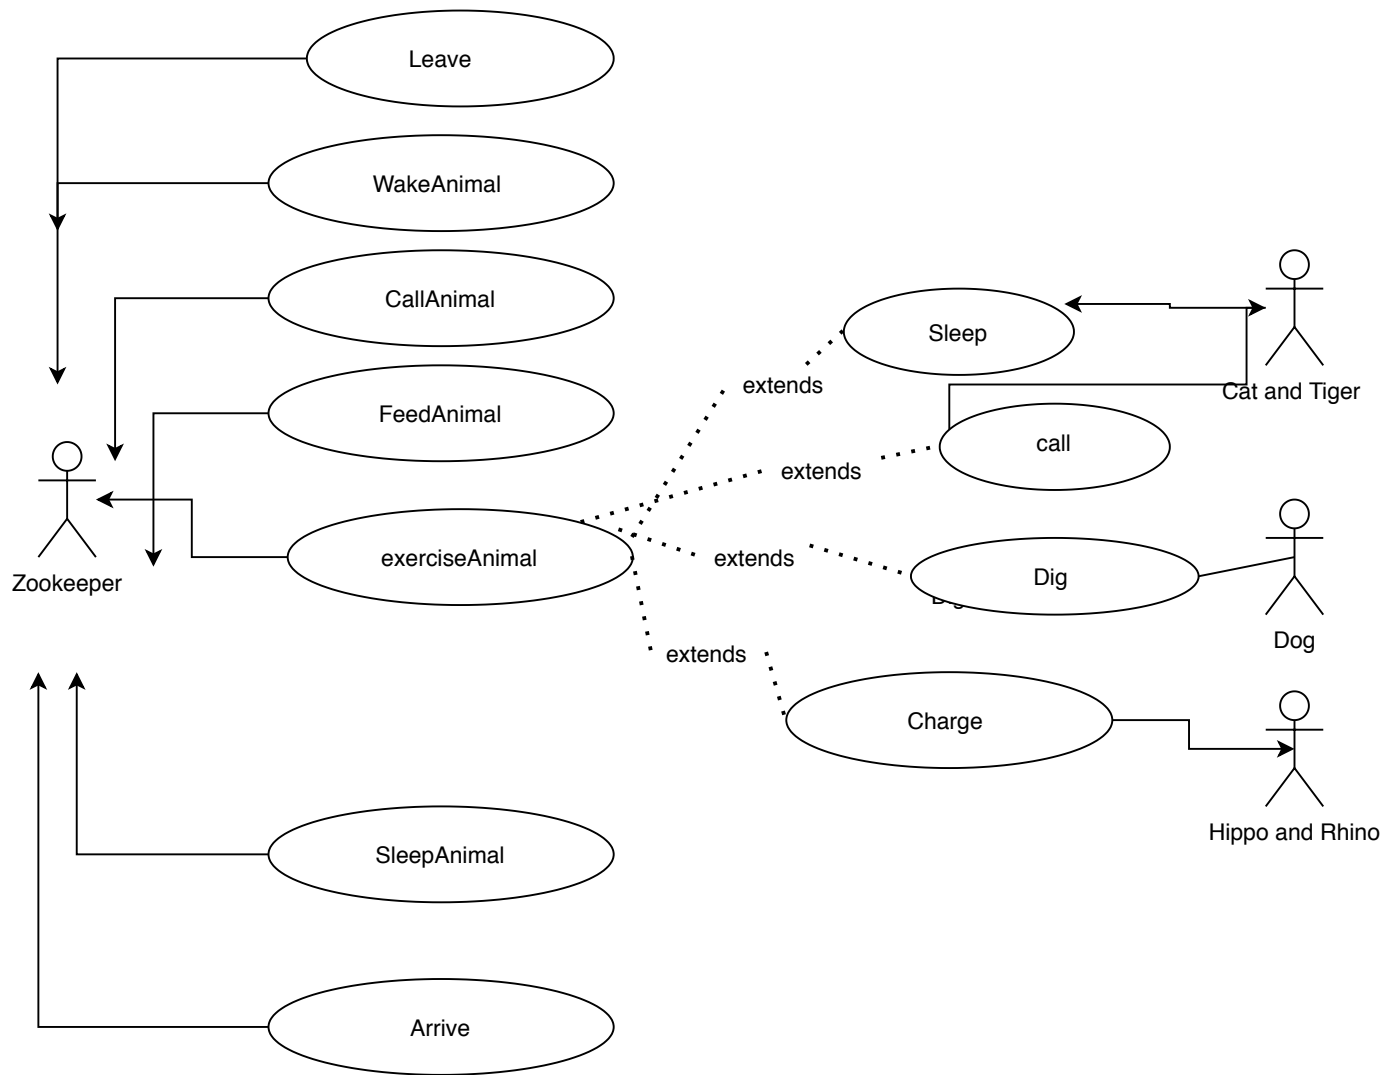 Leave
WakeAnimal
CallAnimal
FeedAnimal
exerciseAnimal
Zookeeper
SleepAnimal
Arrive
extends
extends
extends
extends
Sleep
call
Dig
Charge
Cat and Tiger
Dog
Hippo and Rhino